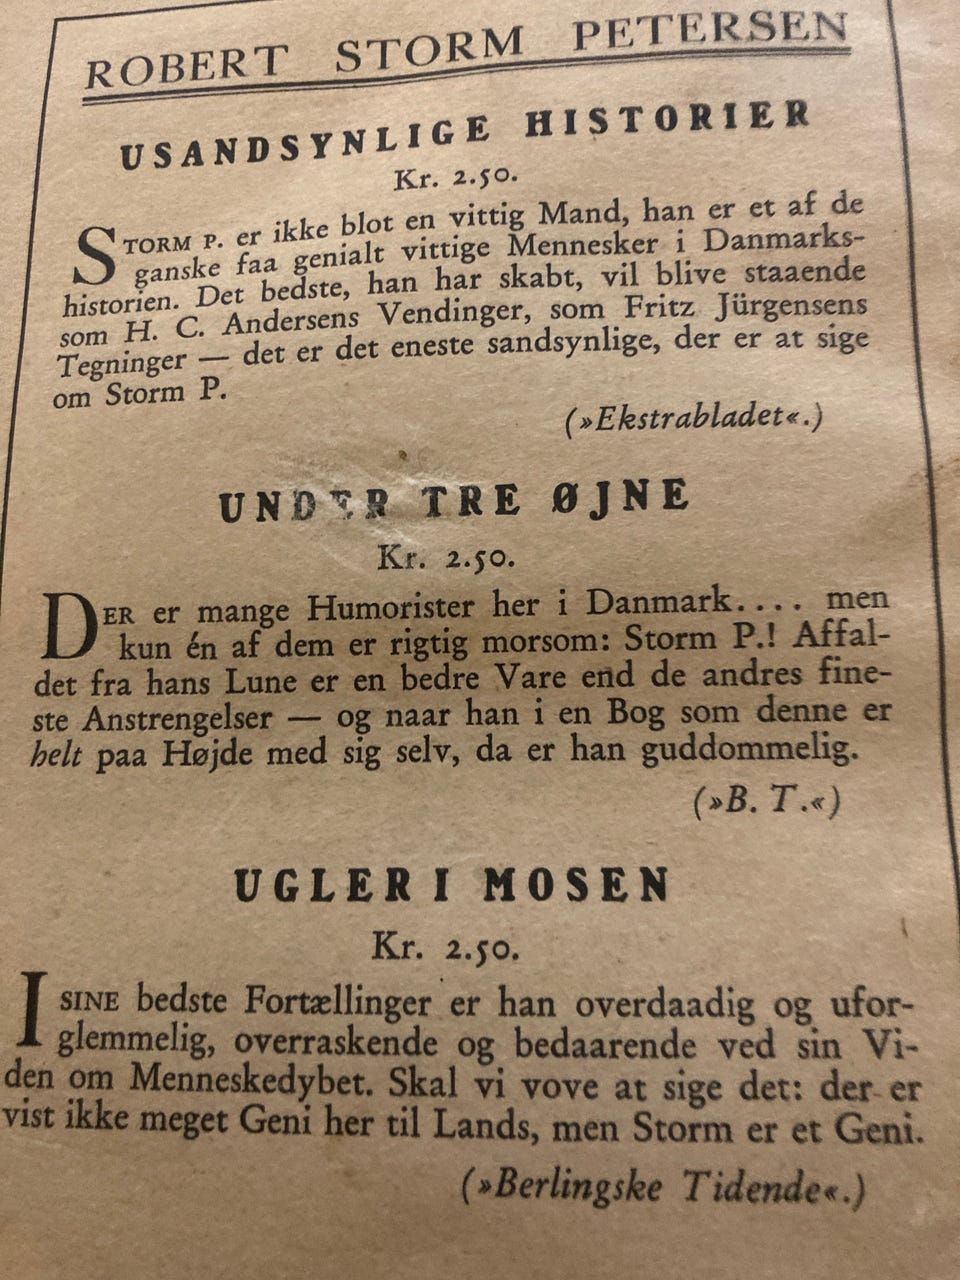 ROBERT STORM PETERSEN
USANDSYNLIGE HISTORIER
Kr. 2.50.
STORM P. er ikke blot en vittig Mand, han er et af de
ganske faa genialt vittige Mennesker i Danmarks-
historien. Det bedste, han har skabt, vil blive staaende
som H. C. Andersens Vendinger, som Fritz Jürgensens
Tegninger — det er det eneste sandsynlige, der er at sige
om Storm P.
(»Ekstrabladet«.)
UNDER TRE ØJNE
Kr. 2.50.
DER er mange Humorister her i Danmark.... men
kun én af dem er rigtig morsom: Storm P.! Affal-
det fra hans Lune er en bedre Vare end de andres fine-
ste Anstrengelser — og naar han i en Bog som denne er
helt paa Højde med sig selv, da er han guddommelig.
(»B. T.«)
UGLER I MOSEN
Kr. 2.50.
I SINE bedste Fortællinger er han overdaadig og ufor-
glemmelig, overraskende og bedaarende ved sin Vi-
den om Menneskedybet. Skal vi vove at sige det: der er
vist ikke meget Geni her til Lands, men Storm er et Geni.
(»Berlingske Tidende«.)